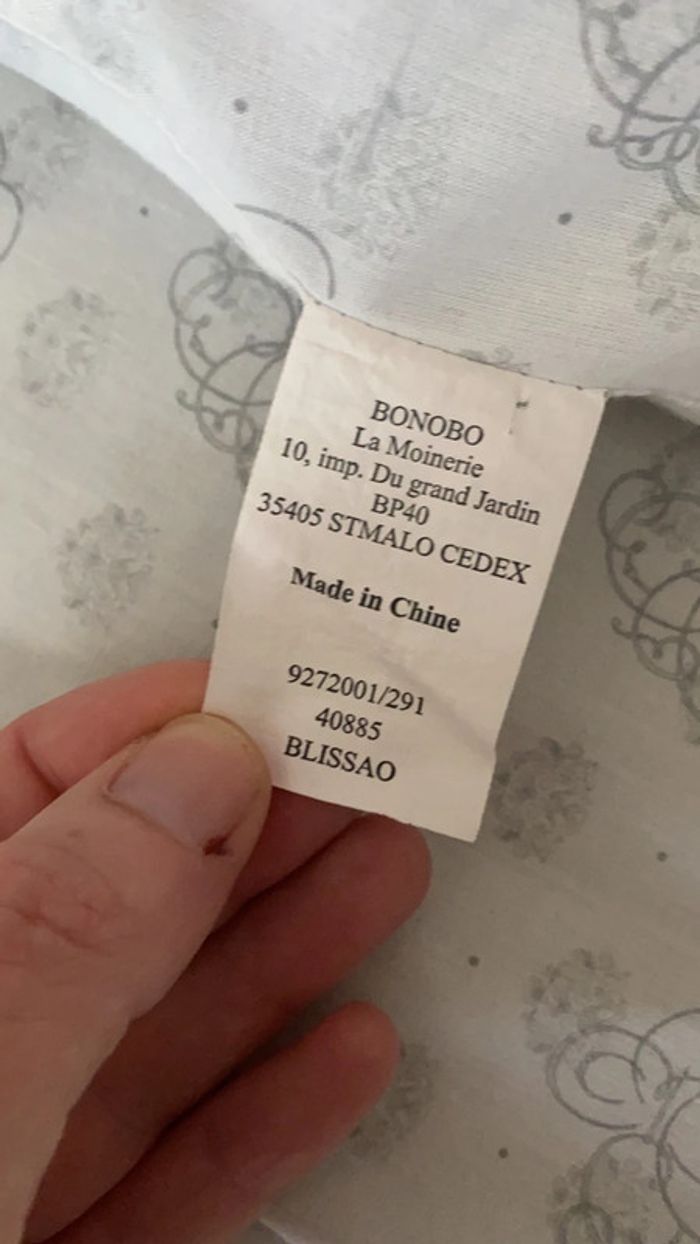 BONOBO
La Moinerie
10, imp. Du grand Jardin
BP40
35405 STMALO CEDEX
Made in Chine
9272001/291
40885
BLISSAO